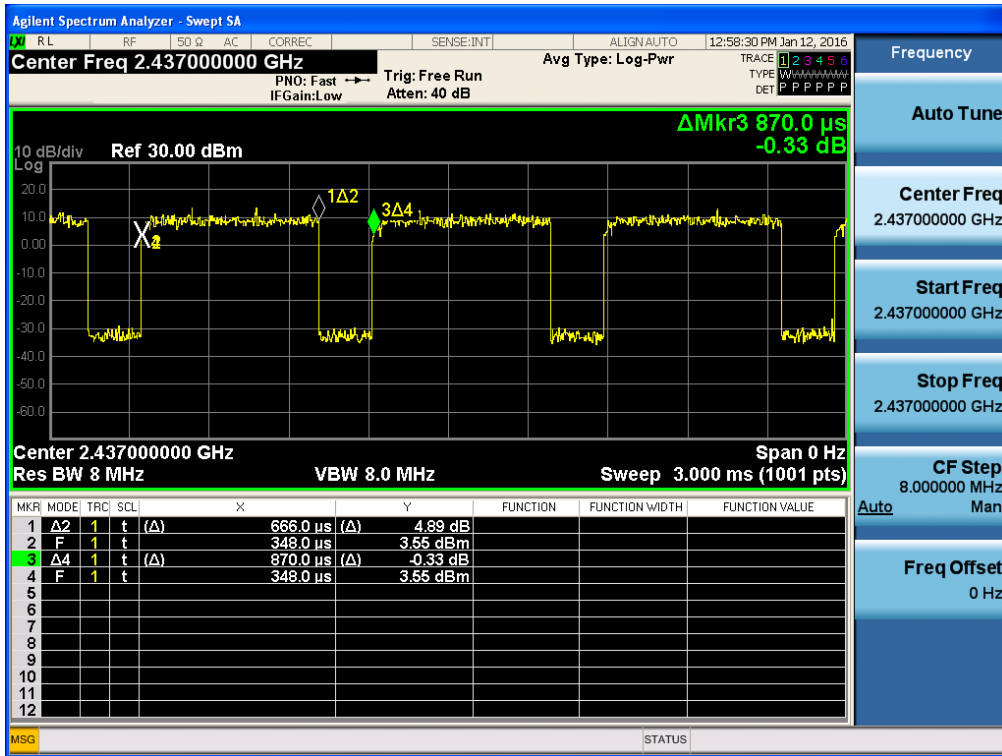 Agilent Spectrum Analyzer - Swept SA
LXI RL RF 50 Ω AC CORREC SENSE:INT ALIGN AUTO 12:58:30 PM Jan 12, 2016
Center Freq 2.437000000 GHz
PNO: Fast
IFGain:Low
Trig: Free Run
Atten: 40 dB
Avg Type: Log-Pwr
TRACE 1 2 3 4 5 6
TYPE W
DET P P P P P P
ΔMkr3 870.0 µs
-0.33 dB
10 dB/div
Log
Ref 30.00 dBm
20.0
10.0
0.00
-10.0
-20.0
-30.0
-40.0
-50.0
-60.0
1Δ2
3Δ4
Center 2.437000000 GHz
Span 0 Hz
Res BW 8 MHz
VBW 8.0 MHz
Sweep 3.000 ms (1001 pts)
MKR MODE TRC SCL X Y FUNCTION FUNCTION WIDTH FUNCTION VALUE
1 Δ2 1 t (Δ) 666.0 µs (Δ) 4.89 dB
2 F 1 t 348.0 µs 3.55 dBm
3 Δ4 1 t (Δ) 870.0 µs (Δ) -0.33 dB
4 F 1 t 348.0 µs 3.55 dBm
5
6
7
8
9
10
11
12
MSG
STATUS
Frequency
Auto Tune
Center Freq
2.437000000 GHz
Start Freq
2.437000000 GHz
Stop Freq
2.437000000 GHz
CF Step
8.000000 MHz
Auto Man
Freq Offset
0 Hz